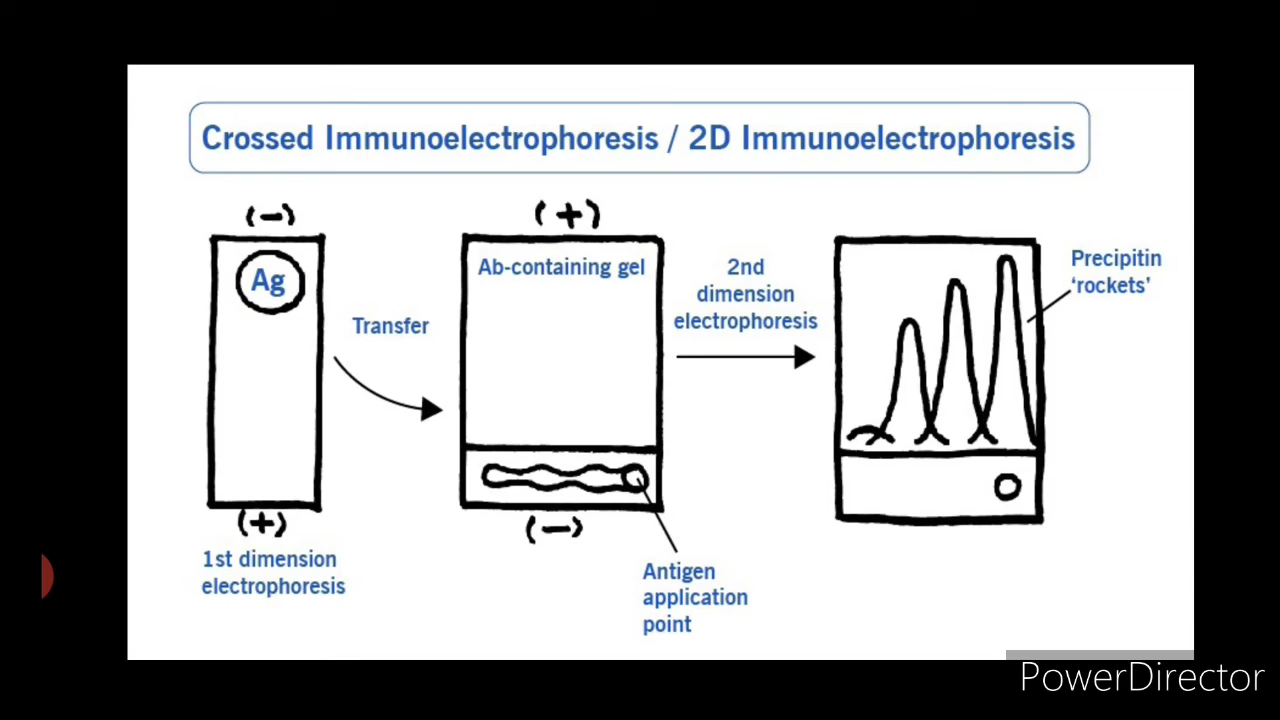 Crossed Immunoelectrophoresis / 2D Immunoelectrophoresis
(-)
Ag
(+)
1st dimension
electrophoresis
Transfer
(+)
Ab-containing gel
(-)
Antigen
application
point
2nd
dimension
electrophoresis
Precipitin
‘rockets’
PowerDirector